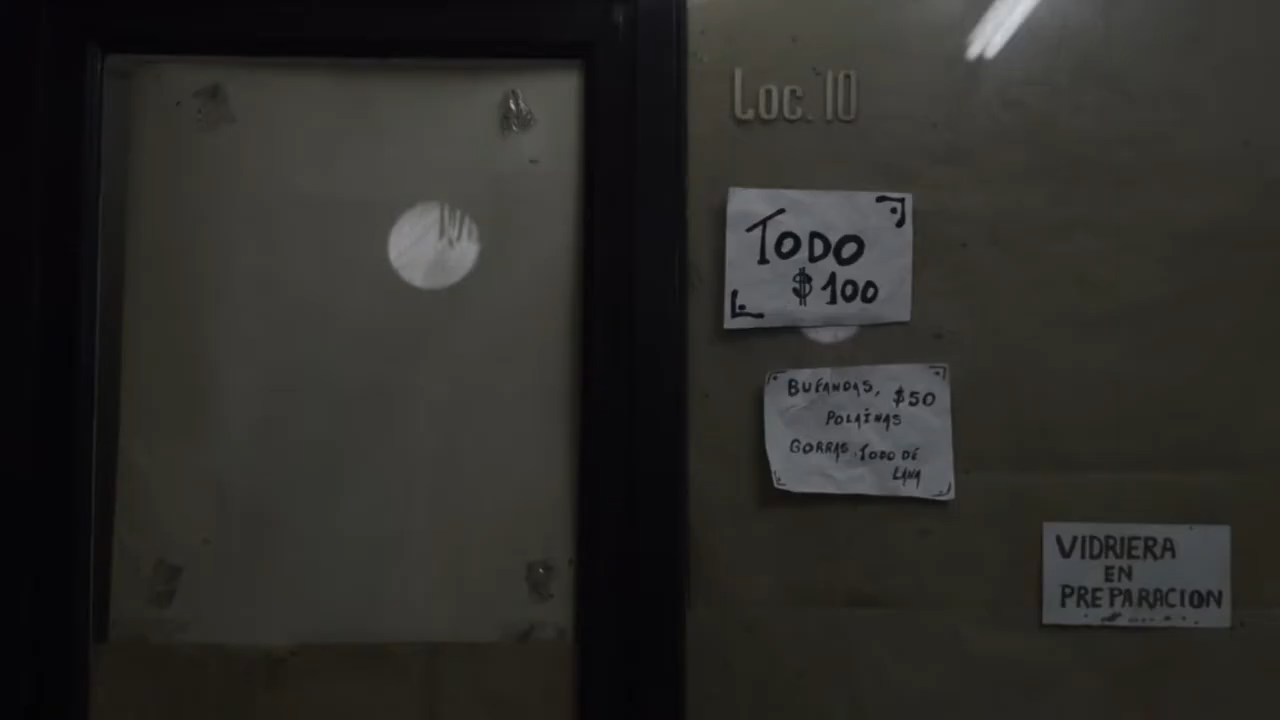 Loc. 10
TODO
$100
BUFANDAS, $50
POLAINAS
GORRAS. TODO DE
LANA
VIDRIERA
EN
PREPARACION